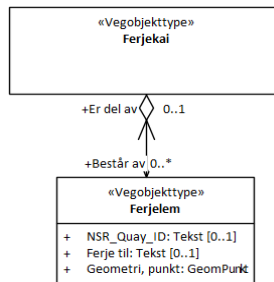 «Vegobjekttype»
Ferjekai
+Er del av 0..1
+Består av 0..*
«Vegobjekttype»
Ferjelem
+ NSR_Quay_ID: Tekst [0..1]
+ Ferje til: Tekst [0..1]
+ Geometri, punkt: GeomPunkt